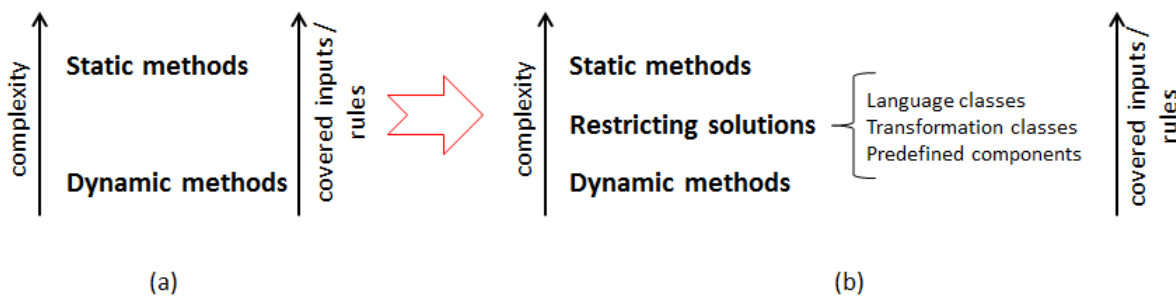 complexity
Static methods
Dynamic methods
covered inputs /
rules
(a)
complexity
Static methods
Restricting solutions
Dynamic methods
Language classes
Transformation classes
Predefined components
covered inputs /
rules
(b)